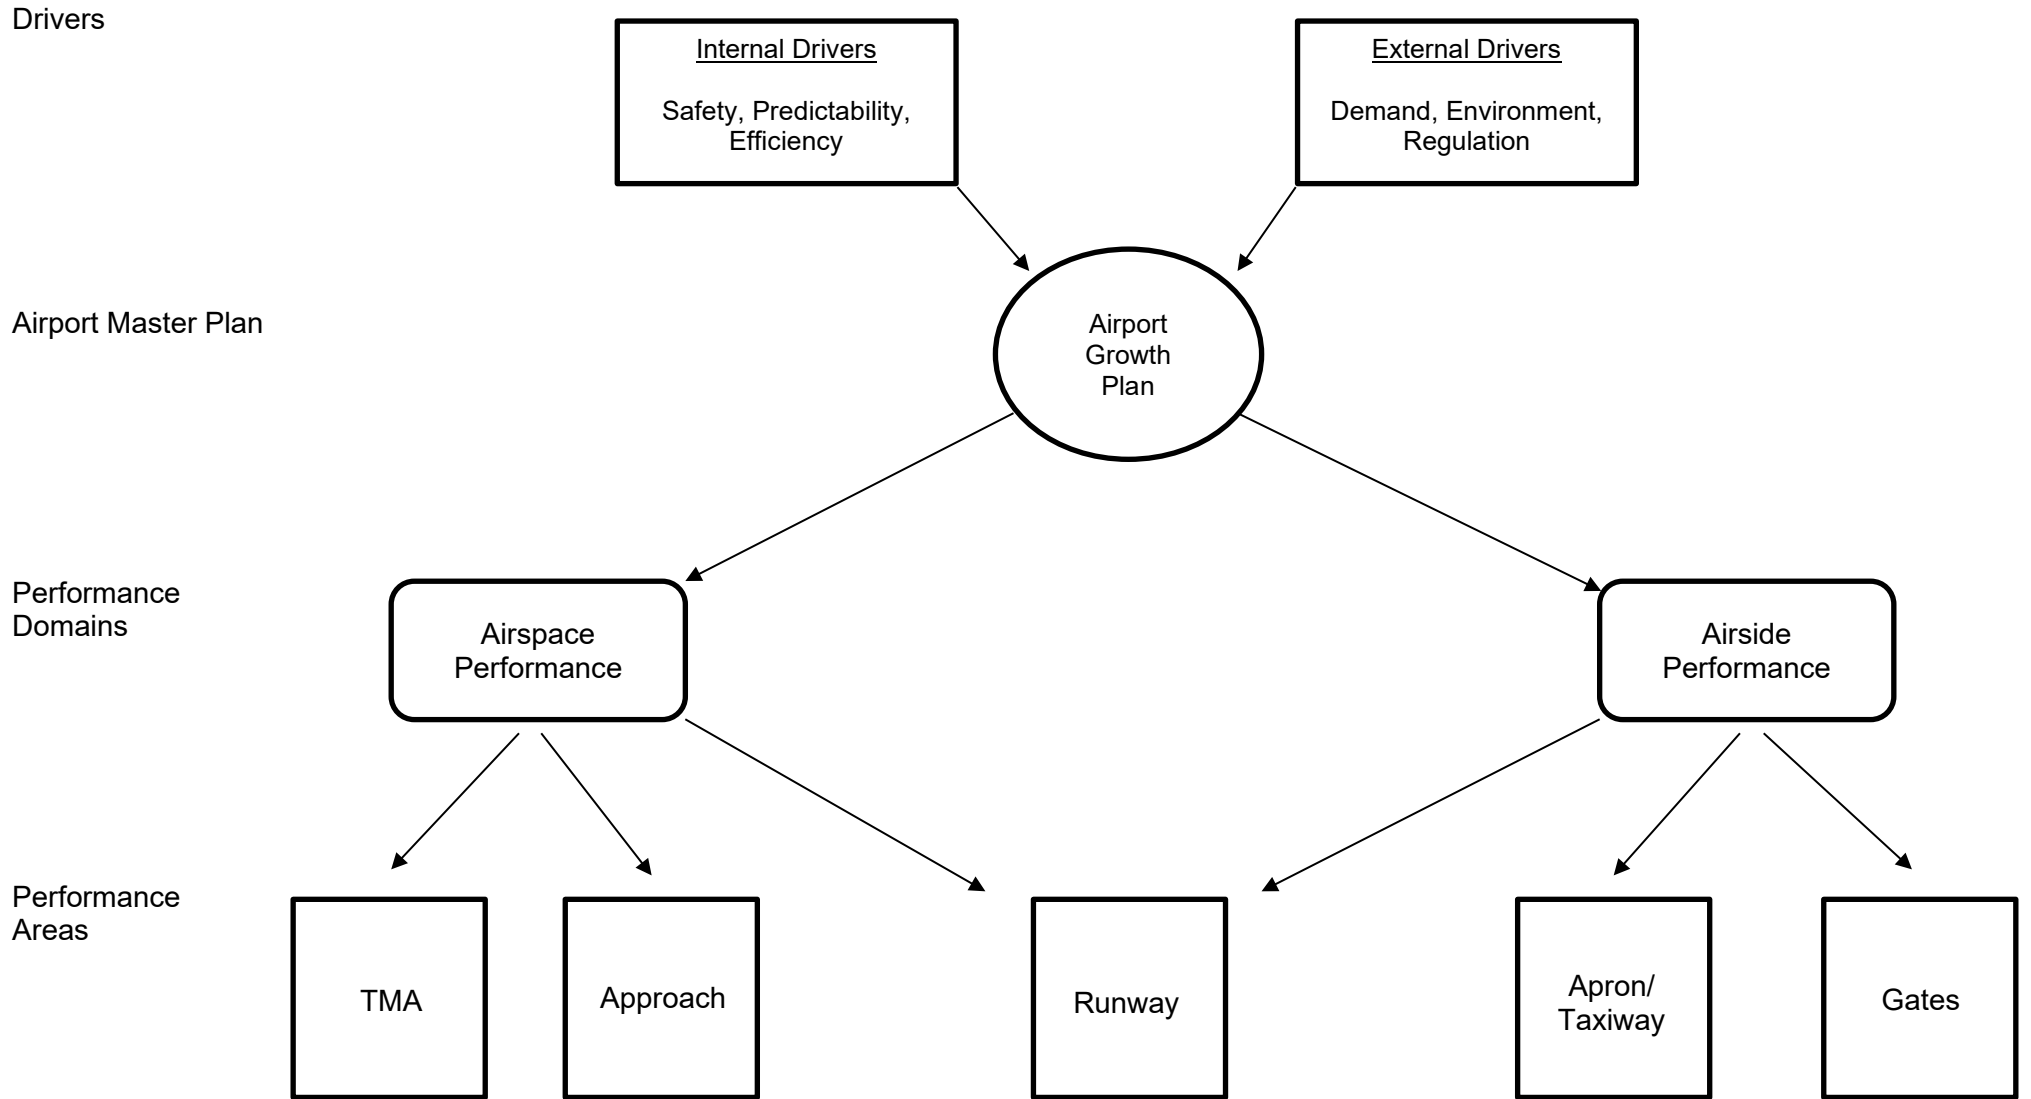 Drivers
Internal Drivers
Safety, Predictability,
Efficiency
External Drivers
Demand, Environment,
Regulation
Airport Master Plan
Airport
Growth
Plan
Performance
Domains
Airspace
Performance
Airside
Performance
Performance
Areas
TMA
Approach
Runway
Apron/
Taxiway
Gates